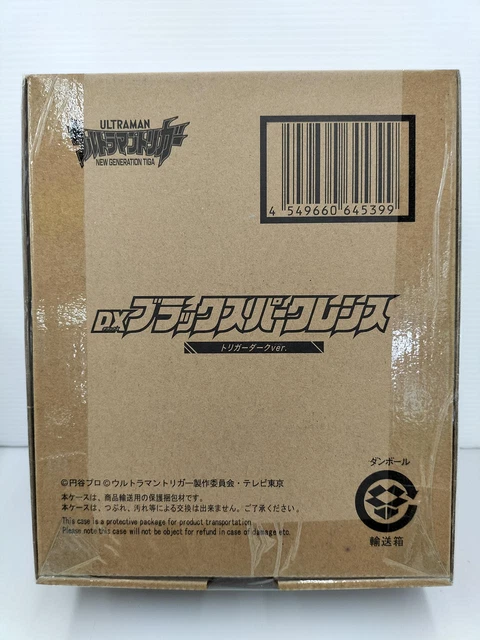 ULTRAMAN
ウルトラマントリガー
NEW GENERATION TIGA
4 549660 645399
DXブラックスパークレンス
トリガーダークver.
©円谷プロ ©ウルトラマントリガー製作委員会・テレビ東京
本ケースは、商品輸送用の保護梱包材です。
本ケースは、つぶれ、汚れ等による交換は出来ません。ご了承ください。
This case is a protective package for product transportation
Please note this case will not be object for refund in case of damage etc.
ダンボール
輸送箱